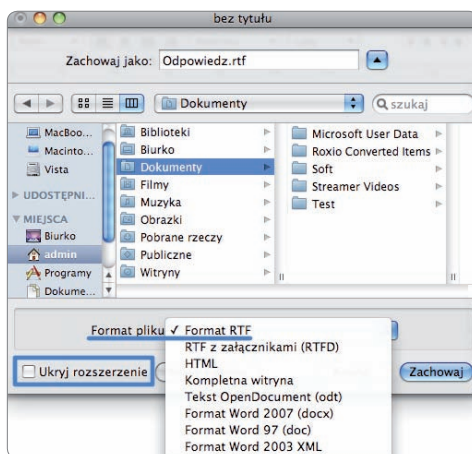 bez tytułu
Zachowaj jako: Odpowiedz.rtf
Dokumenty
szukaj
MacBoo...
Macinto...
Vista
UDOSTĘPNI...
MIEJSCA
Biurko
admin
Programy
Dokume...
Biblioteki
Biurko
Dokumenty
Filmy
Muzyka
Obrazki
Pobrane rzeczy
Publiczne
Witryny
Microsoft User Data
Roxio Converted Items
Soft
Streamer Videos
Test
Format pliku ✓ Format RTF
RTF z załącznikami (RTFD)
HTML
Kompletna witryna
Tekst OpenDocument (odt)
Format Word 2007 (docx)
Format Word 97 (doc)
Format Word 2003 XML
Ukryj rozszerzenie
Zachowaj